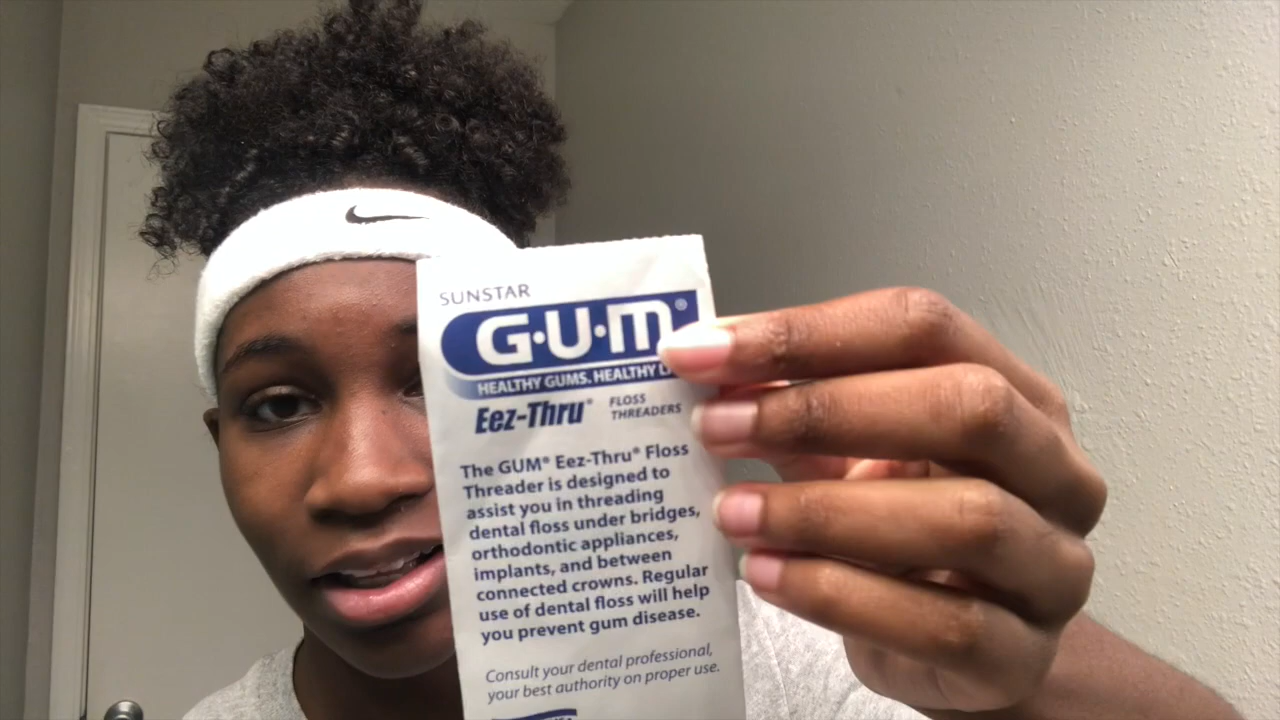 SUNSTAR
G·U·M®
HEALTHY GUMS. HEALTHY
Eez-Thru® FLOSS
THREADERS
The GUM® Eez-Thru® Floss
Threader is designed to
assist you in threading
dental floss under bridges,
orthodontic appliances,
implants, and between
connected crowns. Regular
use of dental floss will help
you prevent gum disease.
Consult your dental professional,
your best authority on proper use.